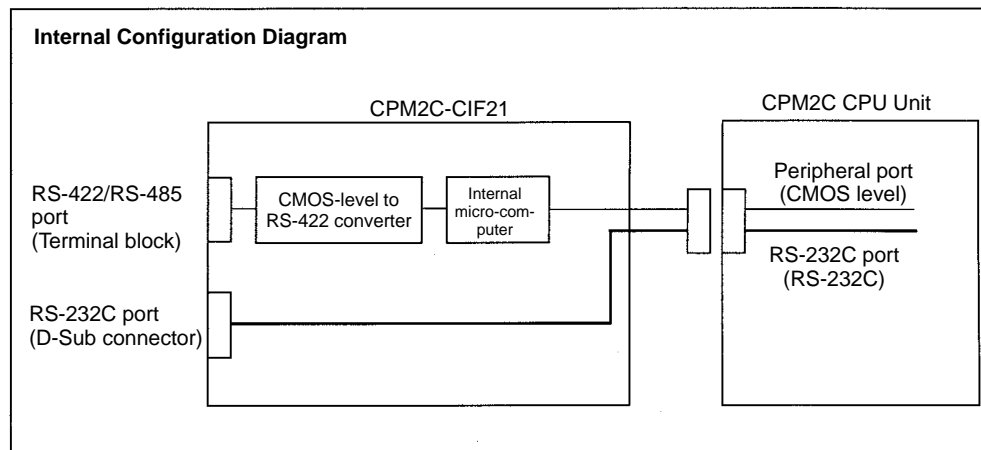 Internal Configuration Diagram
CPM2C-CIF21
CPM2C CPU Unit
RS-422/RS-485
port
(Terminal block)
CMOS-level to
RS-422 converter
Internal
micro-com-
puter
Peripheral port
(CMOS level)
RS-232C port
(RS-232C)
RS-232C port
(D-Sub connector)